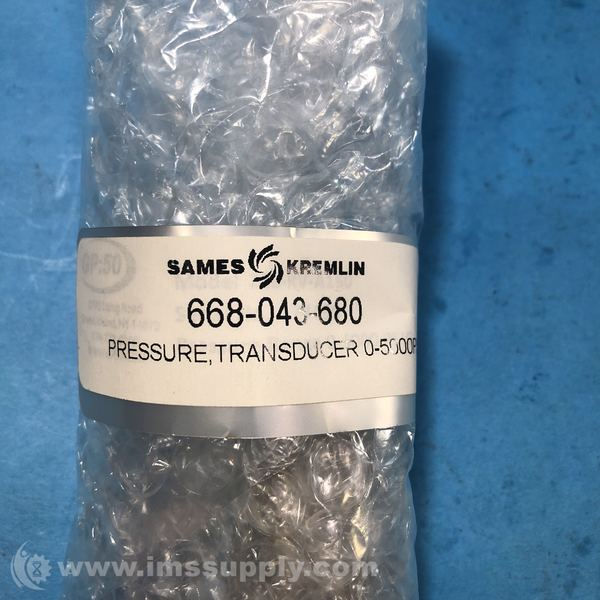 SAMES KREMLIN
668-043-680
PRESSURE, TRANSDUCER 0-5000P
GP:50
www.imssupply.com